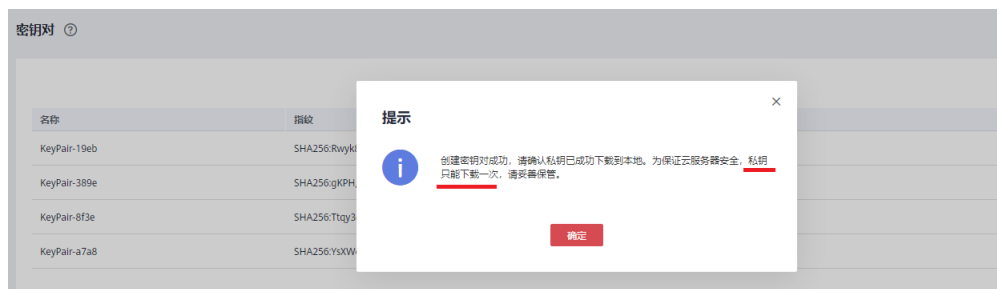 密钥对
名称 指纹
KeyPair-19eb SHA256:Rwyk
KeyPair-389e SHA256:gKPH
KeyPair-8f3e SHA256:Ttqy3
KeyPair-a7a8 SHA256:YsXW
提示
创建密钥对成功，请确认私钥已成功下载到本地。为保证云服务器安全，私钥
只能下载一次，请妥善保管。
确定